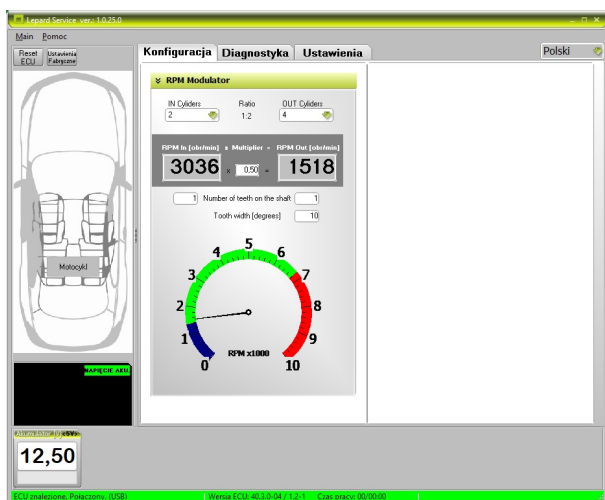 Lepard Service ver.: 1.0.25.0
Main Pomoc
Reset ECU
Ustawienia Fabryczne
Konfiguracja Diagnostyka Ustawienia
Polski
RPM Modulator
IN Cyliders Ratio OUT Cyliders
2 1:2 4
RPM In [obr/min] x Multiplier = RPM Out [obr/min]
3036 x 0,50 = 1518
1 Number of teeth on the shaft 1
Tooth width [degrees] 10
Motocykl
0 1 2 3 4 5 6 7 8 9 10
RPM x1000
NAPIĘCIE AKU.
12,50
ECU znalezione, Połączony, (USB) Wersja ECU: 40.3.0-04 / 1.2-1 Czas pracy: 00/00:00